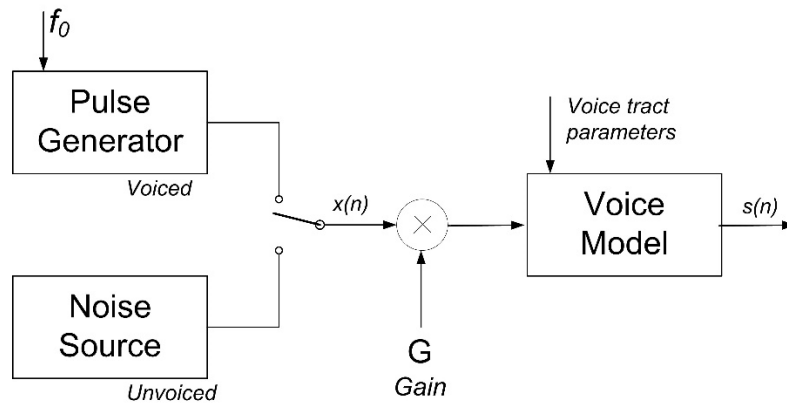 f0
Pulse
Generator
Voiced
Noise
Source
Unvoiced
x(n)
G
Gain
Voice tract
parameters
Voice
Model
s(n)